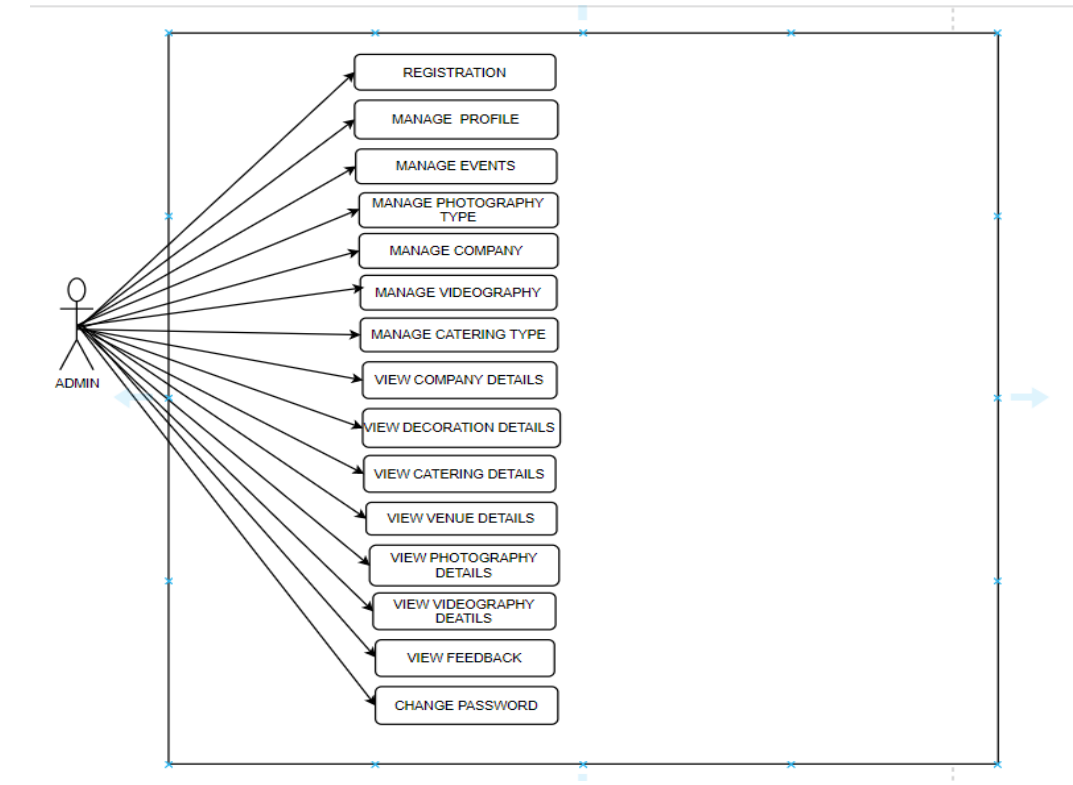 REGISTRATION
MANAGE PROFILE
MANAGE EVENTS
MANAGE PHOTOGRAPHY
TYPE
MANAGE COMPANY
MANAGE VIDEOGRAPHY
MANAGE CATERING TYPE
ADMIN
VIEW COMPANY DETAILS
VIEW DECORATION DETAILS
VIEW CATERING DETAILS
VIEW VENUE DETAILS
VIEW PHOTOGRAPHY
DETAILS
VIEW VIDEOGRAPHY
DEATILS
VIEW FEEDBACK
CHANGE PASSWORD